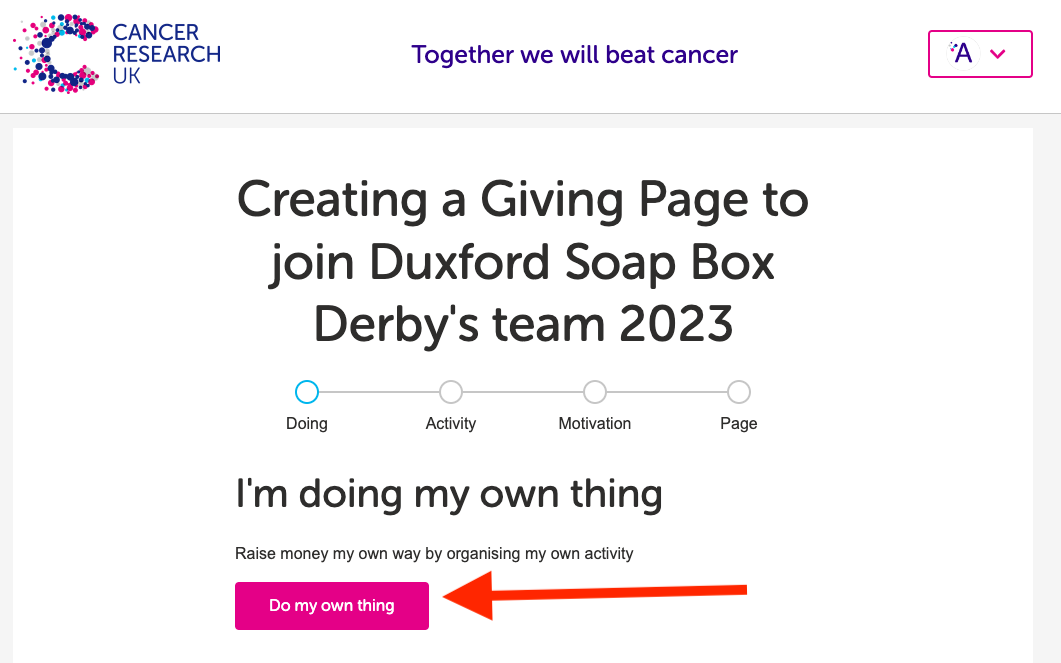 CANCER
RESEARCH
UK
Together we will beat cancer
A
Creating a Giving Page to
join Duxford Soap Box
Derby's team 2023
Doing
Activity
Motivation
Page
I'm doing my own thing
Raise money my own way by organising my own activity
Do my own thing